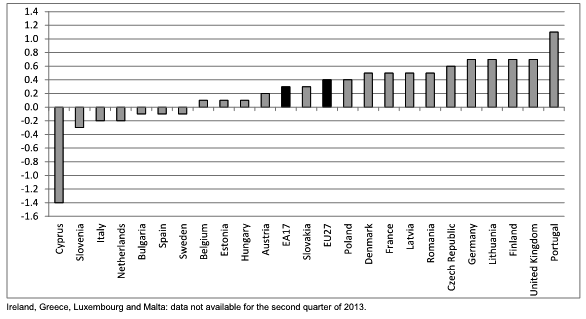 1.4
1.2
1.0
0.8
0.6
0.4
0.2
0.0
-0.2
-0.4
-0.6
-0.8
-1.0
-1.2
-1.4
-1.6
Cyprus
Slovenia
Italy
Netherlands
Bulgaria
Spain
Sweden
Belgium
Estonia
Hungary
Austria
EA17
Slovakia
EU27
Poland
Denmark
France
Latvia
Romania
Czech Republic
Germany
Lithuania
Finland
United Kingdom
Portugal
Ireland, Greece, Luxembourg and Malta: data not available for the second quarter of 2013.